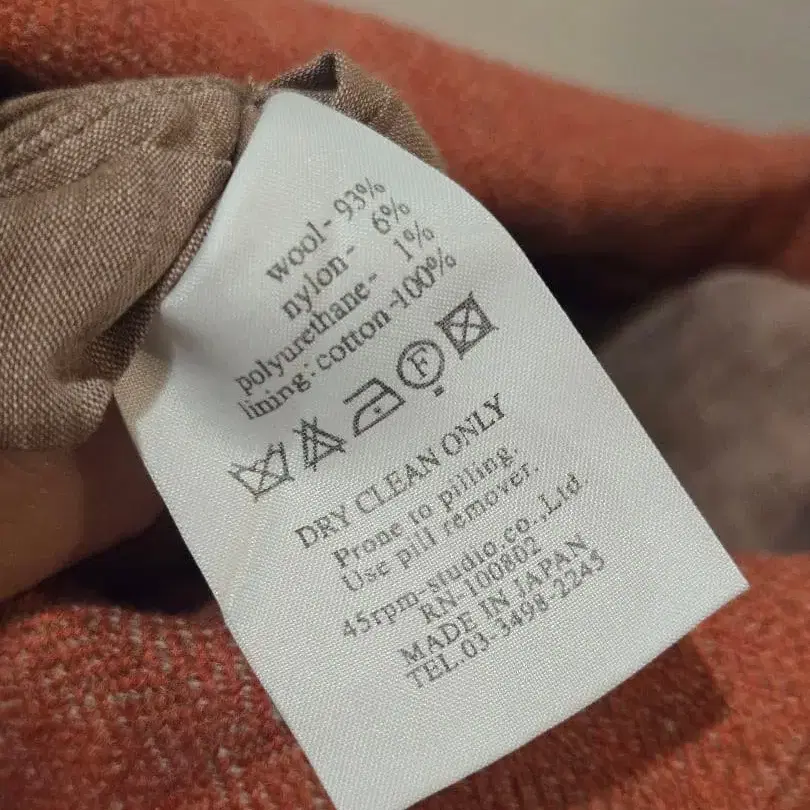 wool- 93%
nylon- 6%
polyurethane- 1%
lining: cotton -100%
F
DRY CLEAN ONLY
Prone to pilling.
Use pill remover.
45rpm-studio.co.,Ltd.
RN-100802
MADE IN JAPAN
TEL.03-3498-2245